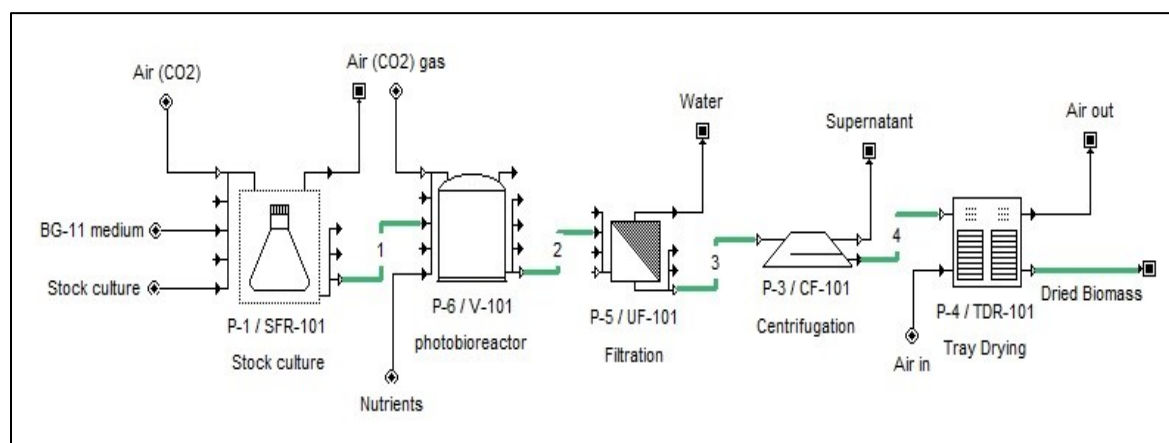 Air (CO2)
Air (CO2) gas
Water
Supernatant
Air out
BG-11 medium
Stock culture
1
2
3
4
P-1 / SFR-101
Stock culture
P-6 / V-101
photobioreactor
Nutrients
P-5 / UF-101
Filtration
P-3 / CF-101
Centrifugation
P-4 / TDR-101
Tray Drying
Air in
Dried Biomass